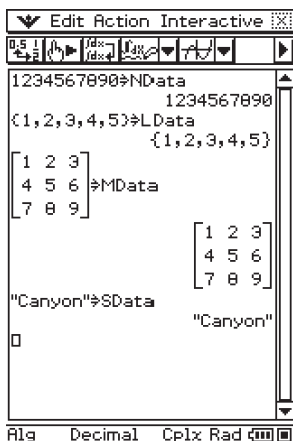 Edit Action Interactive
1234567890⇒NData
1234567890
{1,2,3,4,5}⇒LData
{1,2,3,4,5}
[1 2 3
4 5 6
7 8 9]⇒MData
[1 2 3
4 5 6
7 8 9]
"Canyon"⇒SData
"Canyon"
Alg Decimal Cplx Rad